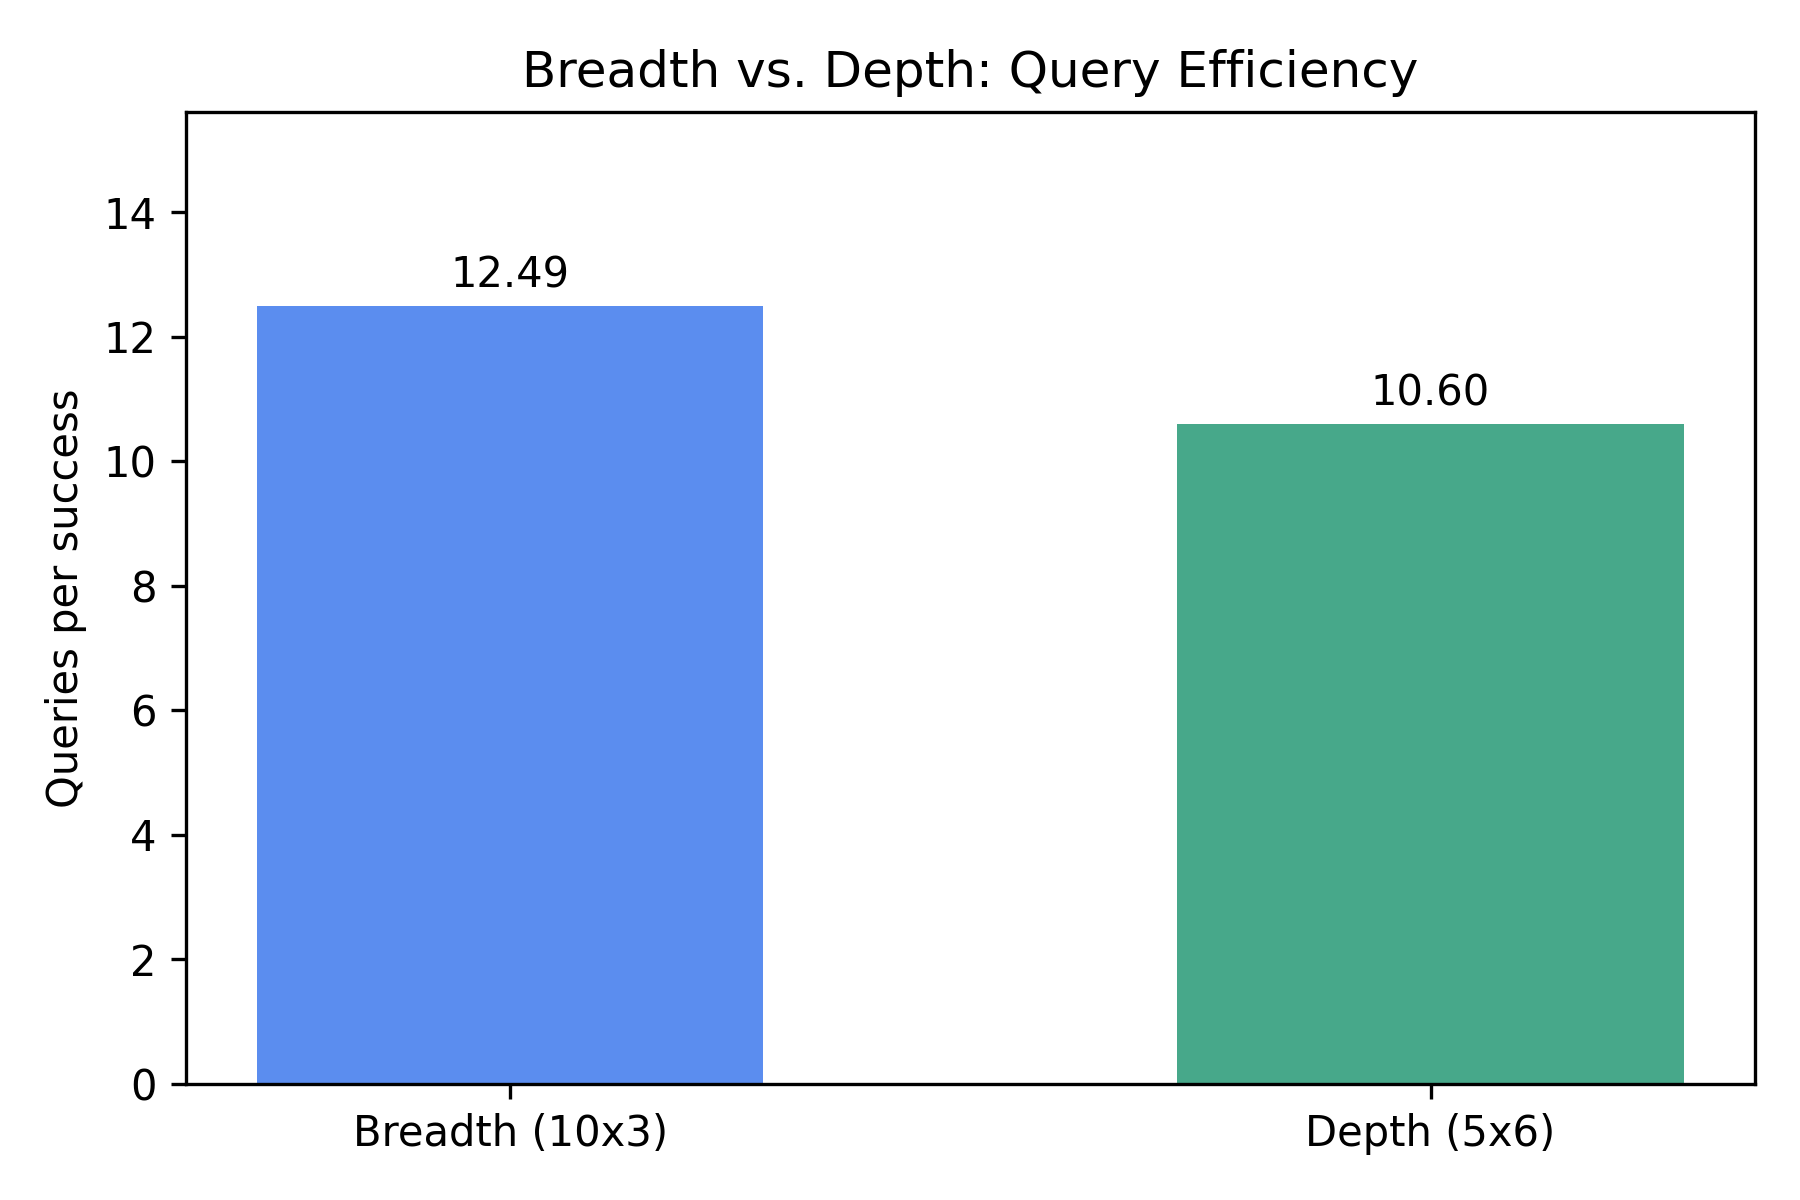 Breadth vs. Depth: Query Efficiency
Queries per success
14
12
10
8
6
4
2
0
12.49
10.60
Breadth (10x3)
Depth (5x6)